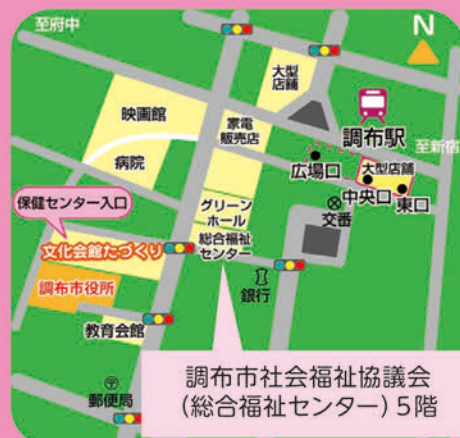 至府中
N
大型
店舗
映画館
家電
販売店
調布駅
至新宿
病院
広場口
大型店舗
中央口
東口
保健センター入口
グリーン
ホール
交番
文化会館たづくり
総合福祉
センター
調布市役所
銀行
教育会館
〒
郵便局
調布市社会福祉協議会
(総合福祉センター) 5階